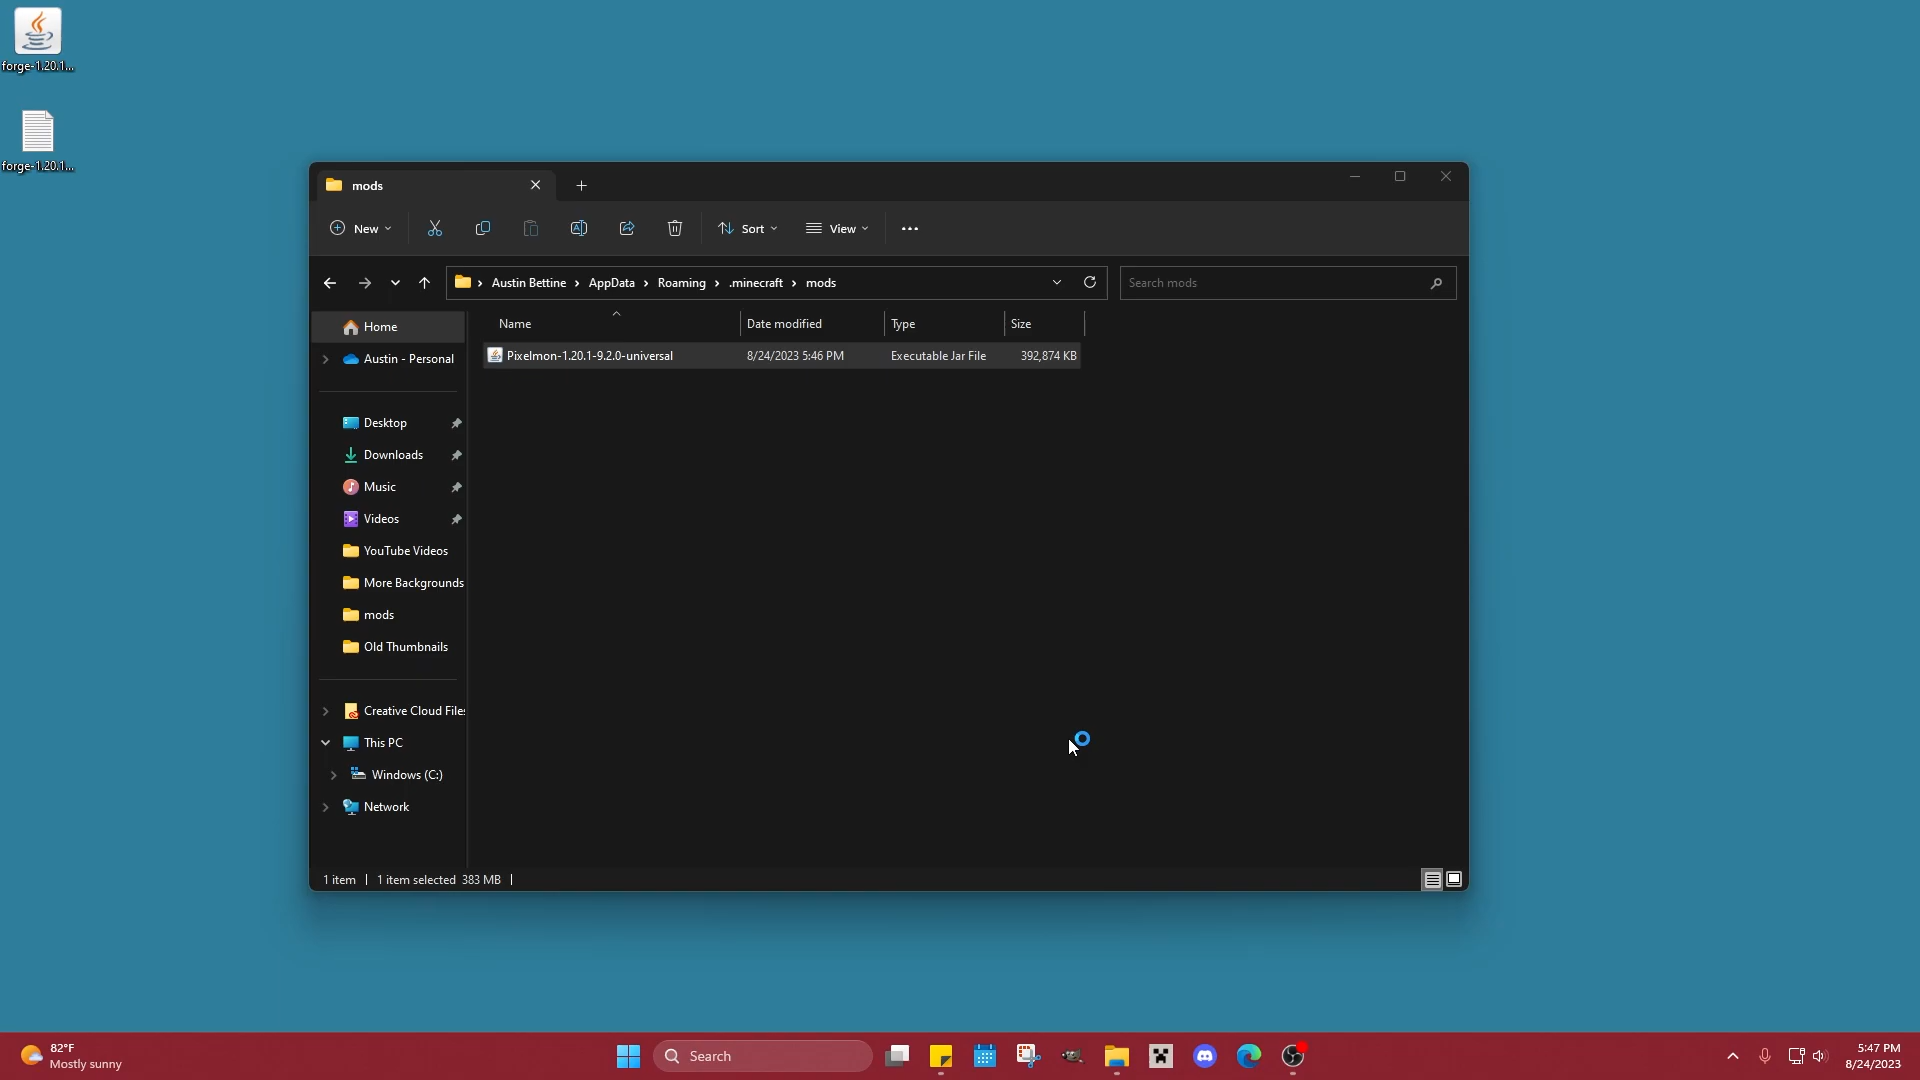 forge-1.20.1...
forge-1.20.1...
mods
New
Sort
View
Austin Bettine > AppData > Roaming > .minecraft > mods
Search mods
Name
Date modified
Type
Size
Pixelmon-1.20.1-9.2.0-universal
8/24/2023 5:46 PM
Executable Jar File
392,874 KB
Home
Austin - Personal
Desktop
Downloads
Music
Videos
YouTube Videos
More Backgrounds
mods
Old Thumbnails
Creative Cloud Files
This PC
Windows (C:)
Network
1 item
1 item selected 383 MB
82°F
Mostly sunny
Search
5:47 PM
8/24/2023